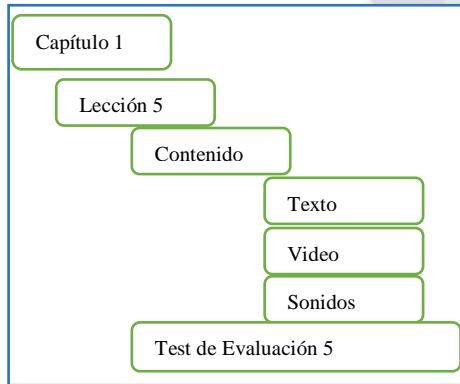 Capítulo 1
Lección 5
Contenido
Texto
Video
Sonidos
Test de Evaluación 5